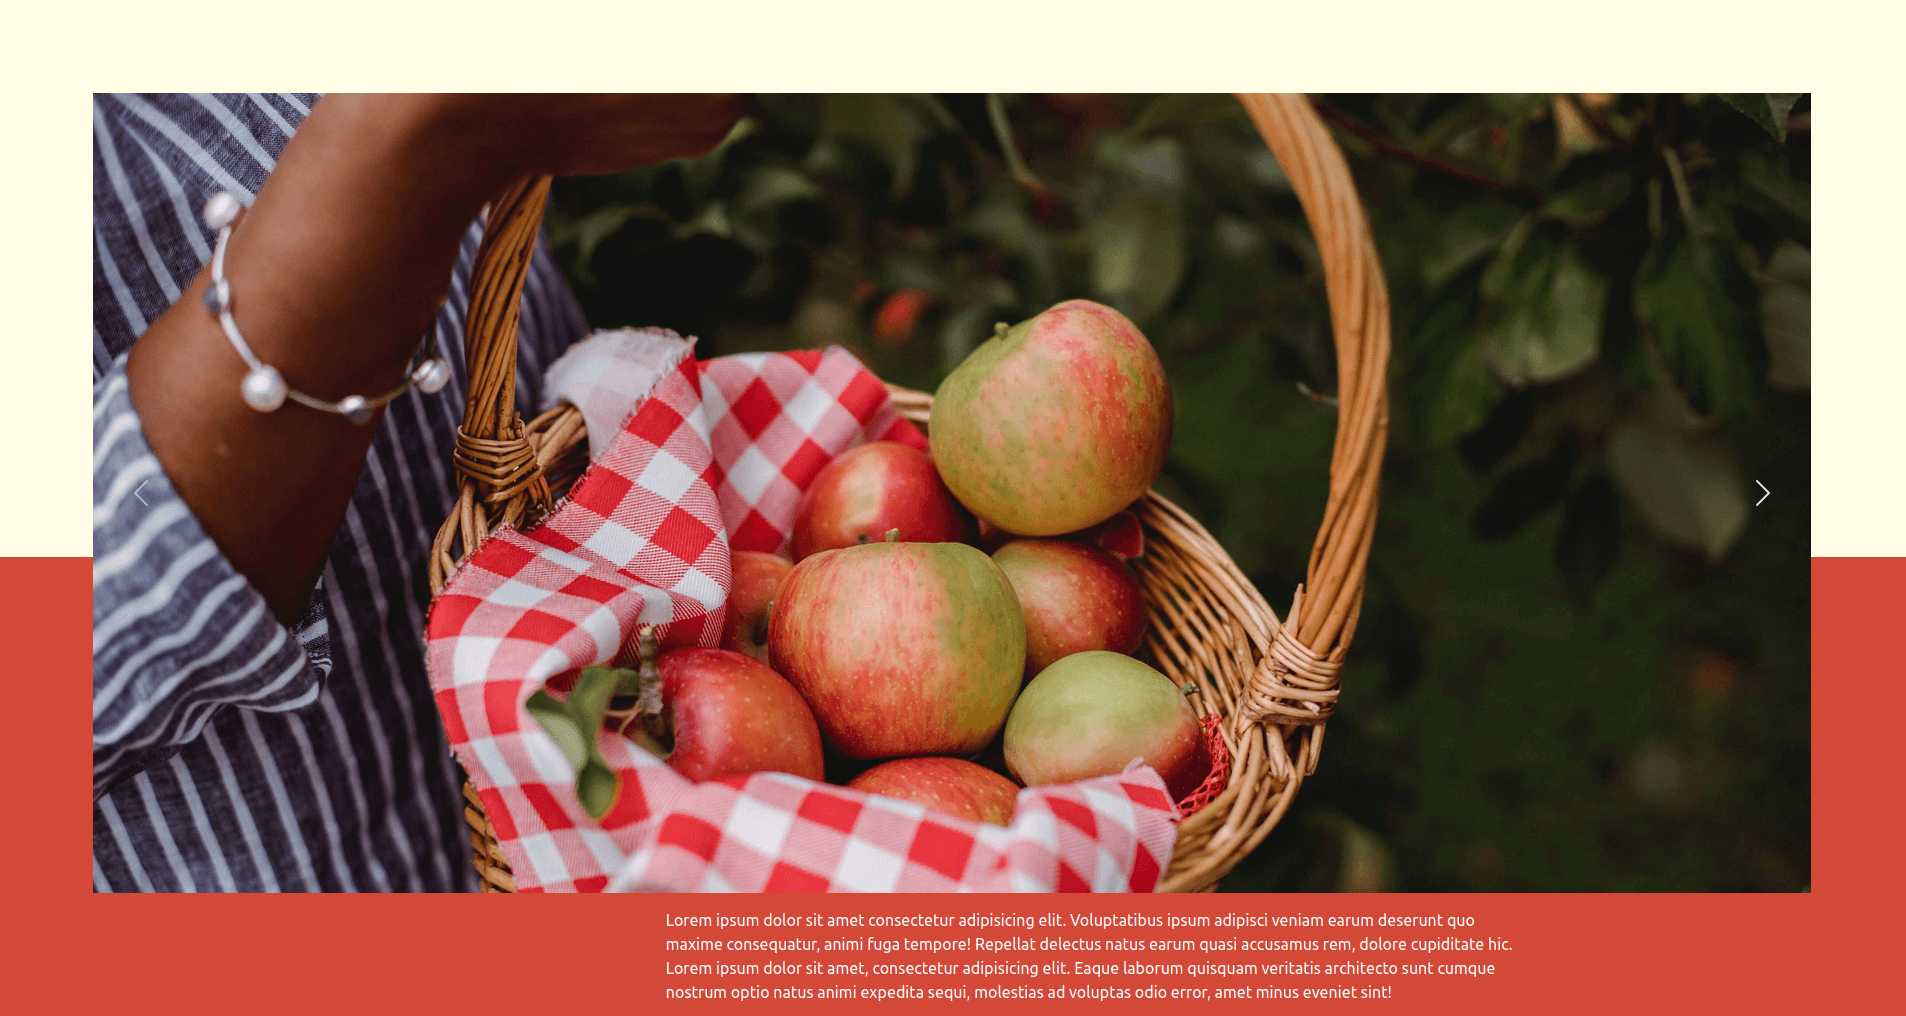 Lorem ipsum dolor sit amet consectetur adipisicing elit. Voluptatibus ipsum adipisci veniam earum deserunt quo
maxime consequatur, animi fuga tempore! Repellat delectus natus earum quasi accusamus rem, dolore cupiditate hic.
Lorem ipsum dolor sit amet, consectetur adipisicing elit. Eaque laborum quisquam veritatis architecto sunt cumque
nostrum optio natus animi expedita sequi, molestias ad voluptas odio error, amet minus eveniet sint!